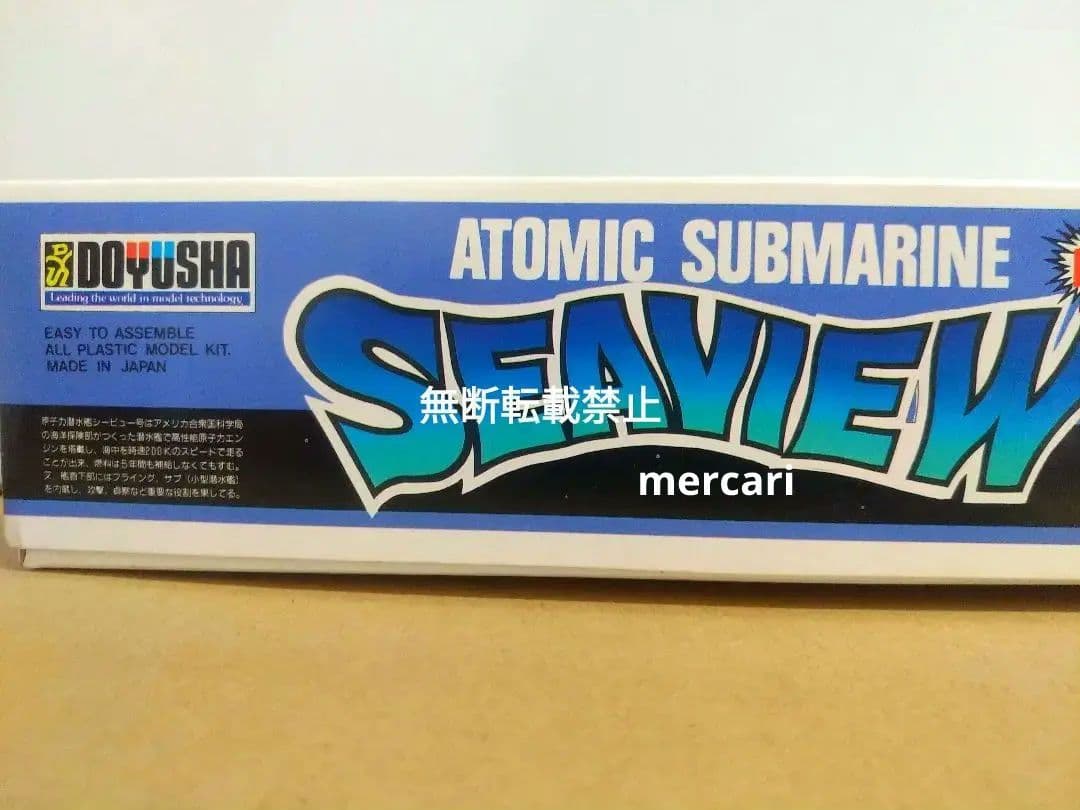 ATOMIC SUBMARINE
DOYUSHA
Leading the world in model technology
SEAVIEW
EASY TO ASSEMBLE
ALL PLASTIC MODEL KIT.
MADE IN JAPAN
無断転載禁止
mercari
原子力潜水艦シービュー号はアメリカ合衆国科学局
の海洋探険部がつくった潜水艦で高性能原子力エン
ジンを搭載し、海中を時速200Kのスピードで走る
ことが出来、燃料は5年間も補給しなくてもすむ。
又、艦首下部にはフライング、サブ(小型潜水艦)
を内蔵し、攻撃、偵察など重要な役割を果してる。